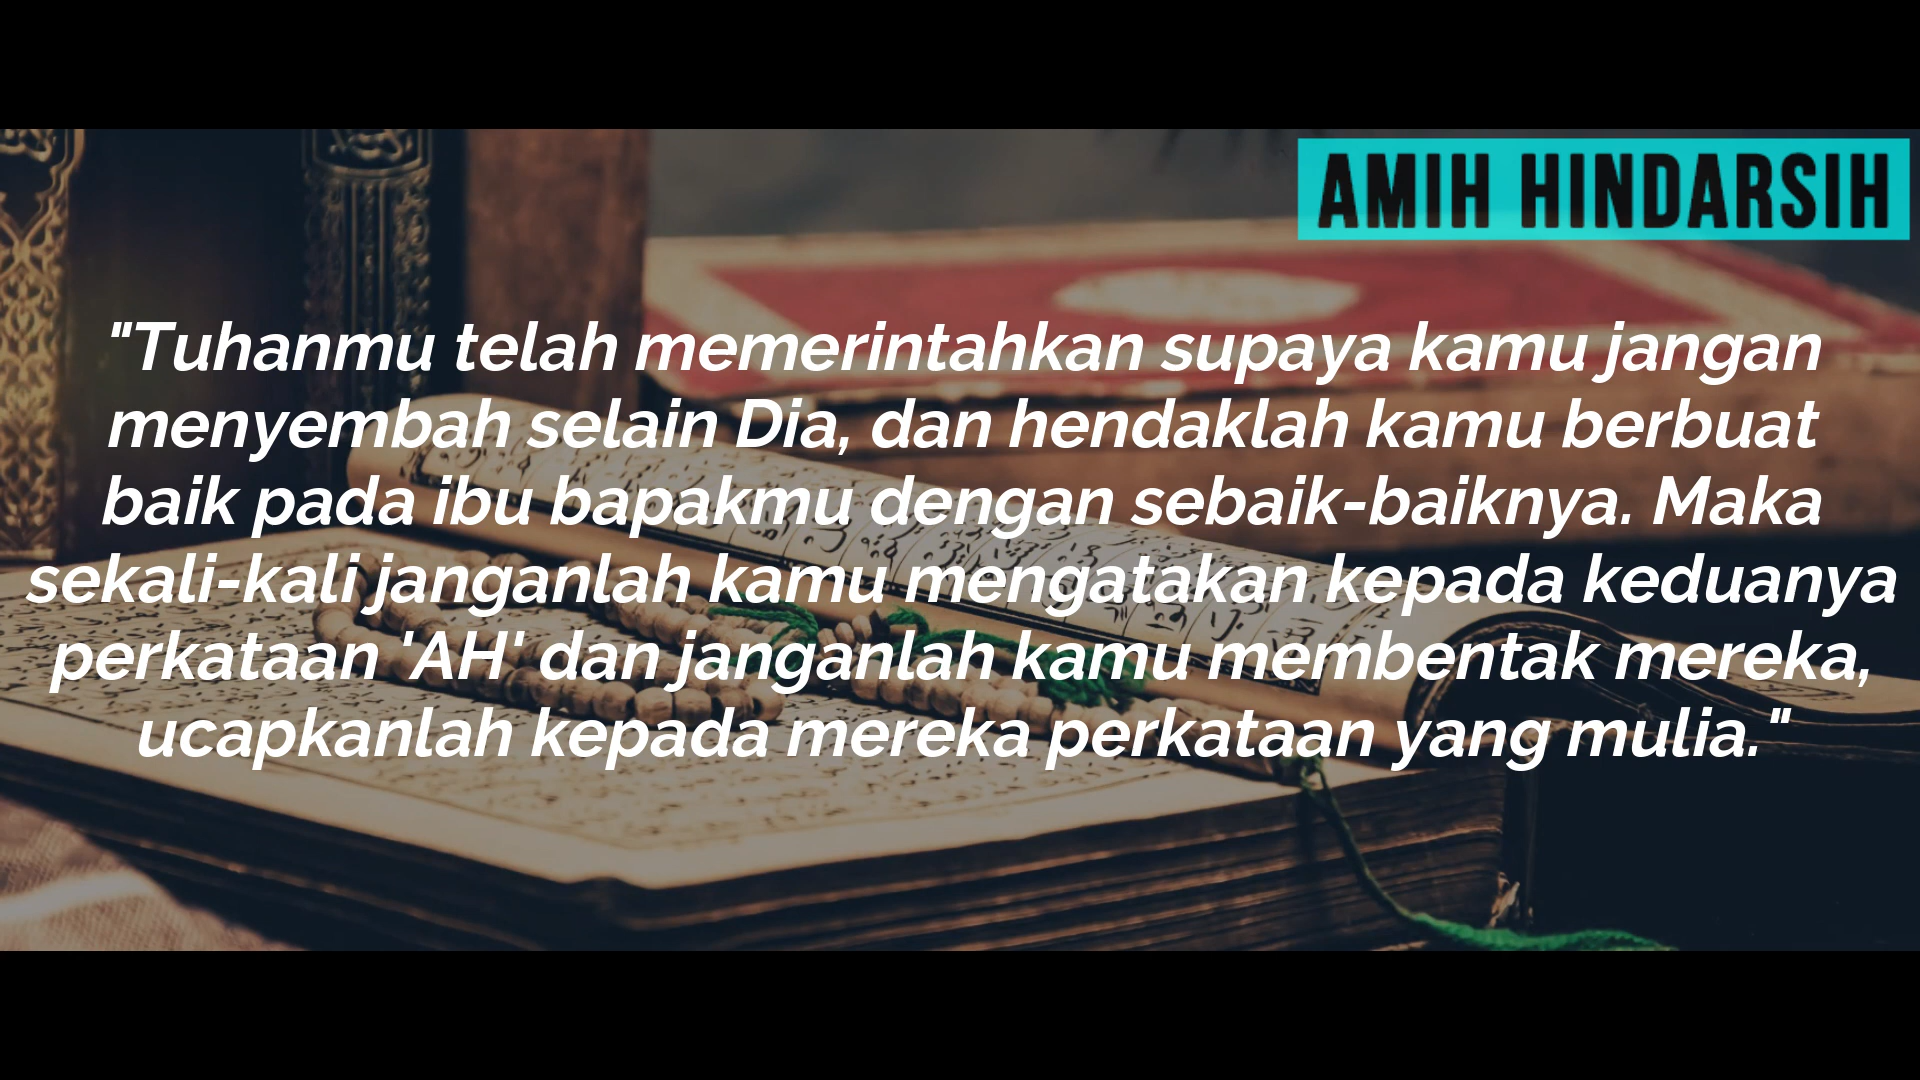 AMIH HINDARSIH
"Tuhanmu telah memerintahkan supaya kamu jangan
menyembah selain Dia, dan hendaklah kamu berbuat
baik pada ibu bapakmu dengan sebaik-baiknya. Maka
sekali-kali janganlah kamu mengatakan kepada keduanya
perkataan 'AH' dan janganlah kamu membentak mereka,
ucapkanlah kepada mereka perkataan yang mulia."